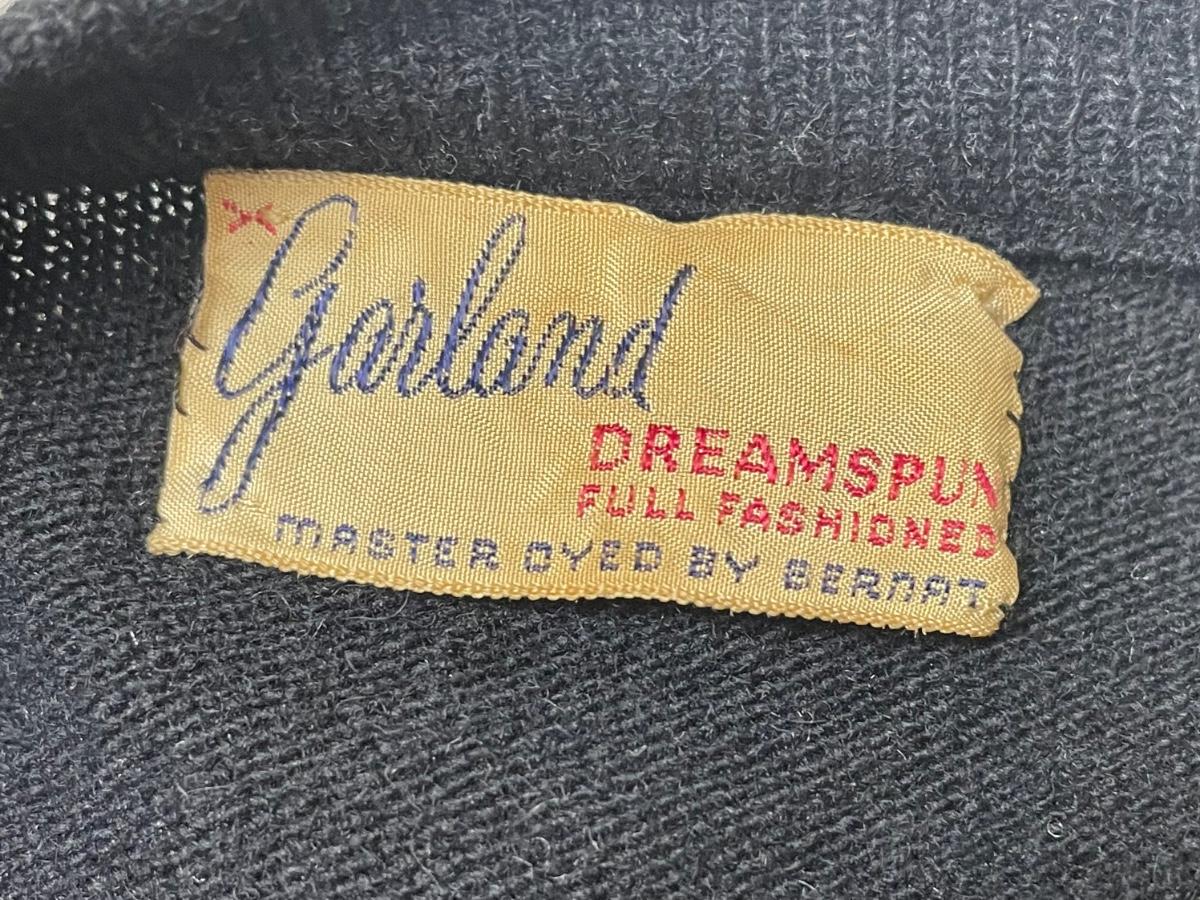 Garland
DREAMSPUN
FULL FASHIONED
MASTER DYED BY BERNAT